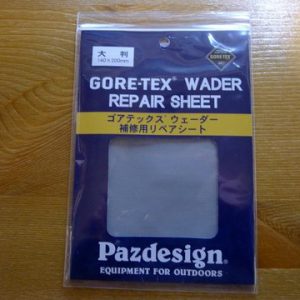 大判
140×200mm
GORE-TEX
GORE-TEX® WADER
REPAIR SHEET
ゴアテックス®ウェーダー
補修用リペアシート
Pazdesign®
EQUIPMENT FOR OUTDOORS